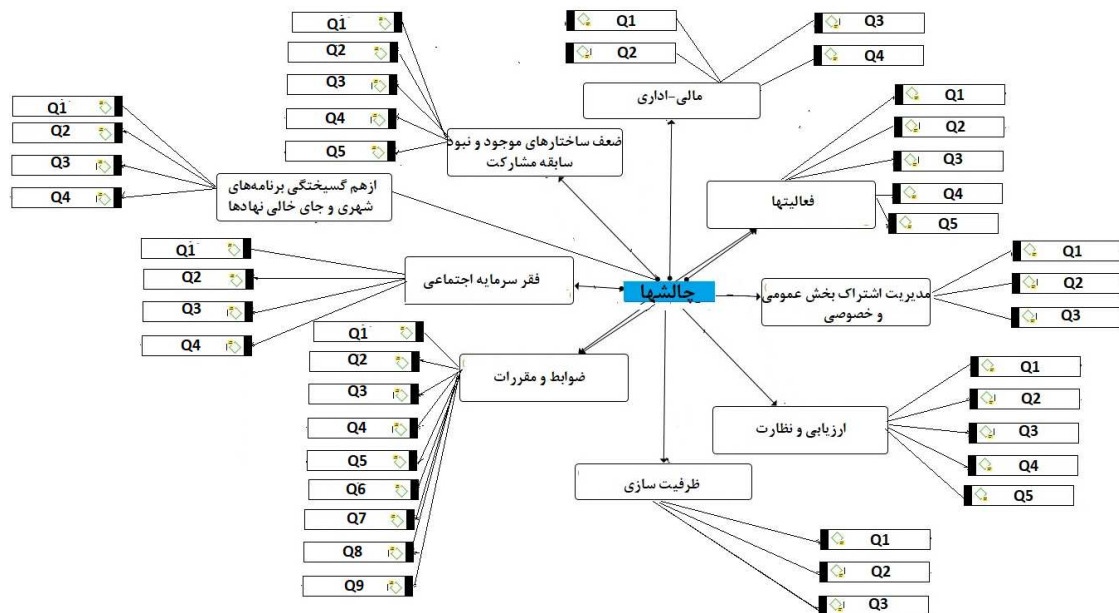 Q1
Q2
Q3
Q4
مالی-اداری
Q1
Q2
Q3
Q4
Q5
ضعف ساختارهای موجود و نبود
سابقه مشارکت
Q1
Q2
Q3
Q4
ازهم گسیختگی برنامه‌های
شهری و جای خالی نهادها
Q1
Q2
Q3
Q4
Q5
فعالیتها
Q1
Q2
Q3
Q4
فقر سرمایه اجتماعی
چالشها
Q1
Q2
Q3
مدیریت اشتراک بخش عمومی
و خصوصی
Q1
Q2
Q3
Q4
Q5
Q6
Q7
Q8
Q9
ضوابط و مقررات
Q1
Q2
Q3
Q4
Q5
ارزیابی و نظارت
ظرفیت سازی
Q1
Q2
Q3